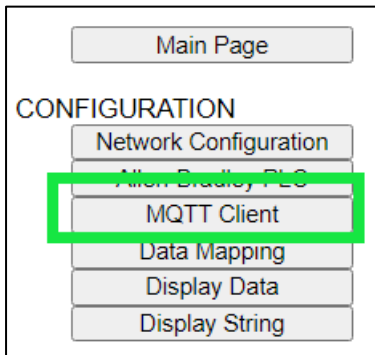 Main Page
CONFIGURATION
Network Configuration
Allen Bradley PLC
MQTT Client
Data Mapping
Display Data
Display String